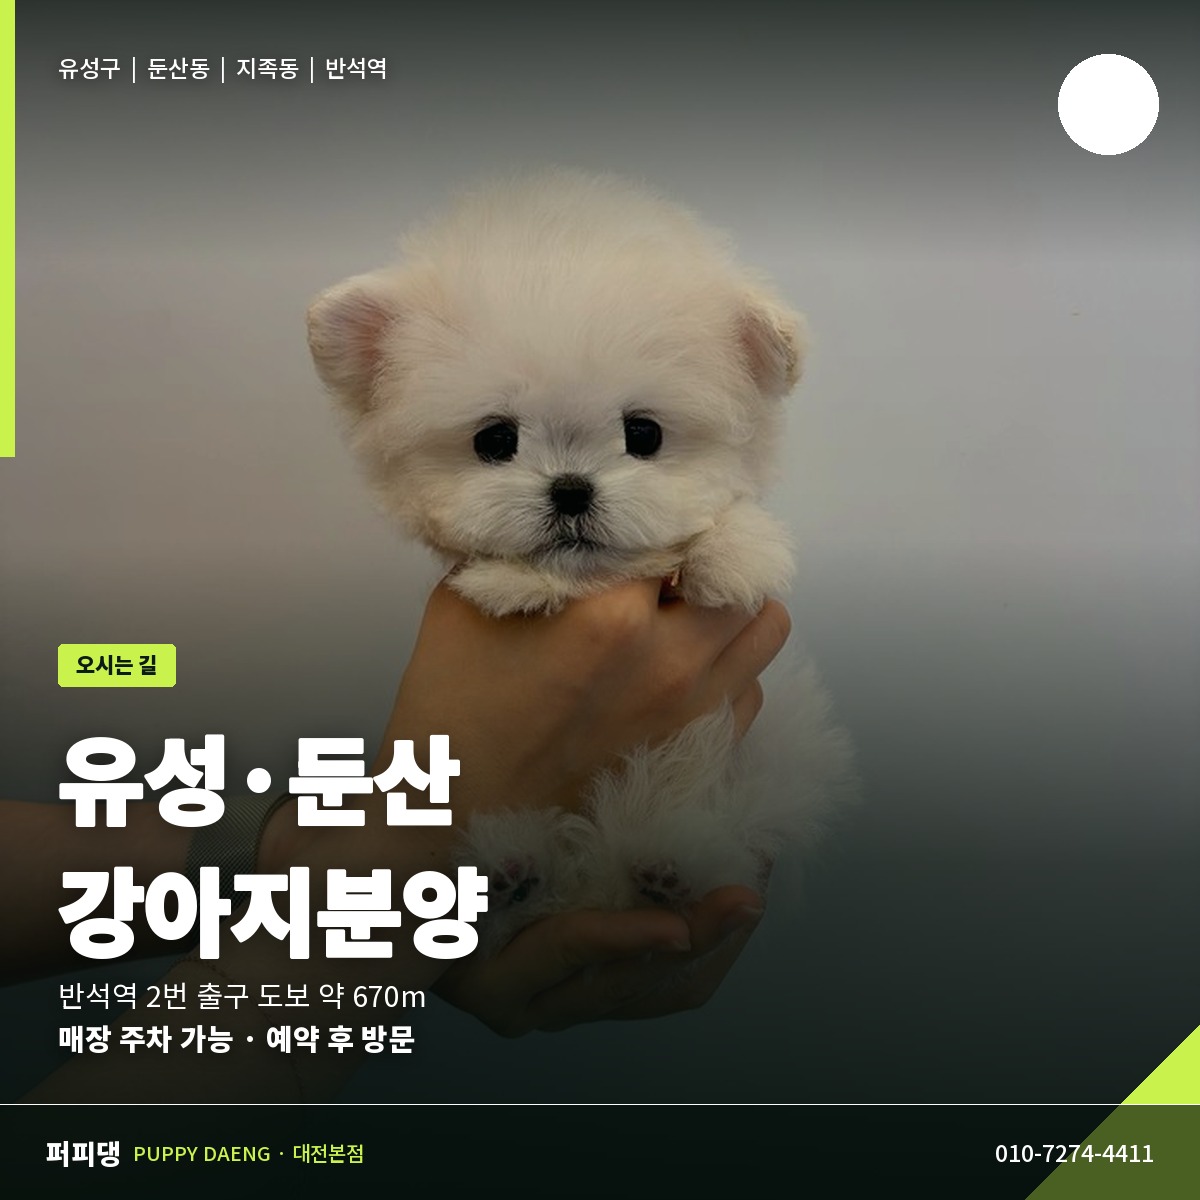 유성구 | 둔산동 | 지족동 | 반석역
오시는 길
유성·둔산
강아지분양
반석역 2번 출구 도보 약 670m
매장 주차 가능 · 예약 후 방문
퍼피댕 PUPPY DAENG · 대전본점
010-7274-4411